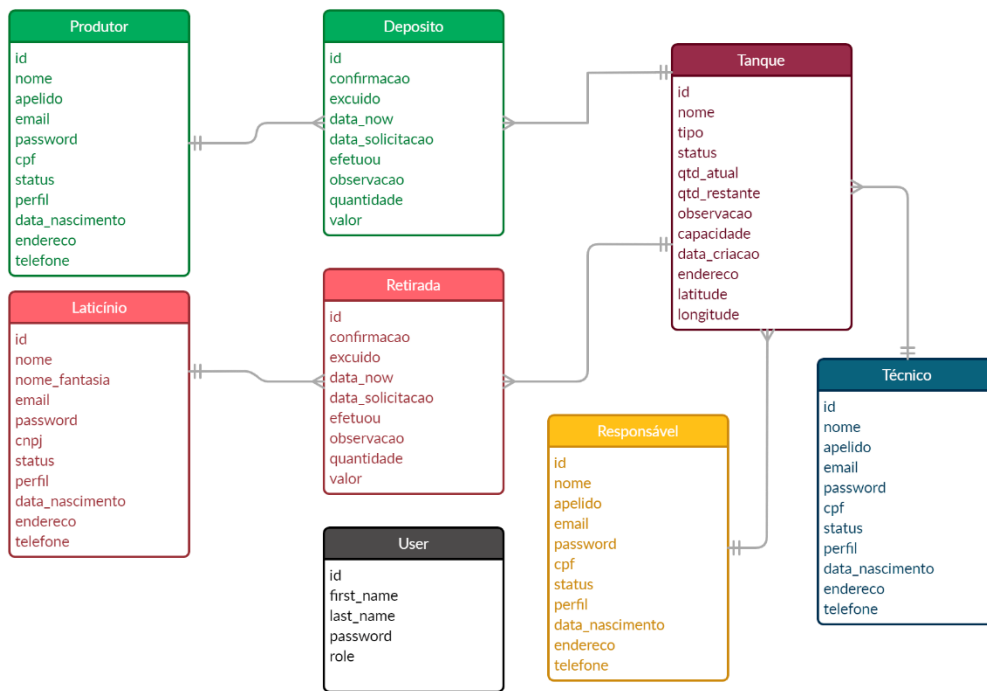 Produtor
id
nome
apelido
email
password
cpf
status
perfil
data_nascimento
endereco
telefone
Deposito
id
confirmacao
excuido
data_now
data_solicitacao
efetuou
observacao
quantidade
valor
Tanque
id
nome
tipo
status
qtd_atual
qtd_restante
observacao
capacidade
data_criacao
endereco
latitude
longitude
Laticínio
id
nome
nome_fantasia
email
password
cnpj
status
perfil
data_nascimento
endereco
telefone
Retirada
id
confirmacao
excuido
data_now
data_solicitacao
efetuou
observacao
quantidade
valor
User
id
first_name
last_name
password
role
Responsável
id
nome
apelido
email
password
cpf
status
perfil
data_nascimento
endereco
telefone
Técnico
id
nome
apelido
email
password
cpf
status
perfil
data_nascimento
endereco
telefone